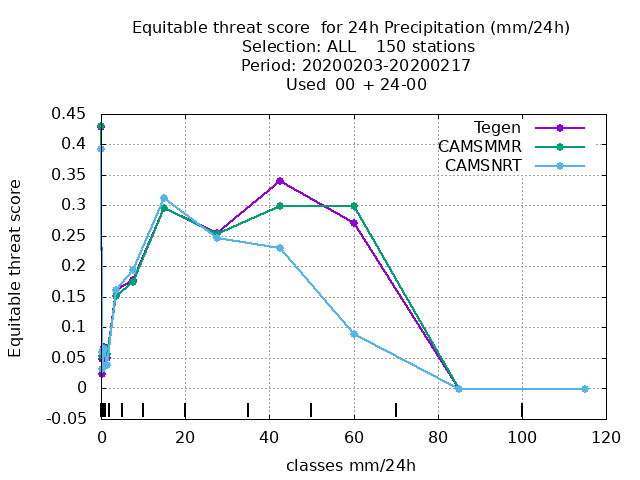 Equitable threat score  for 24h Precipitation (mm/24h)
Selection: ALL    150 stations
Period: 20200203-20200217
Used  00 + 24-00
Tegen
CAMSMMR
CAMSNRT
Equitable threat score
0.45
0.4
0.35
0.3
0.25
0.2
0.15
0.1
0.05
0
-0.05
0 20 40 60 80 100 120
classes mm/24h